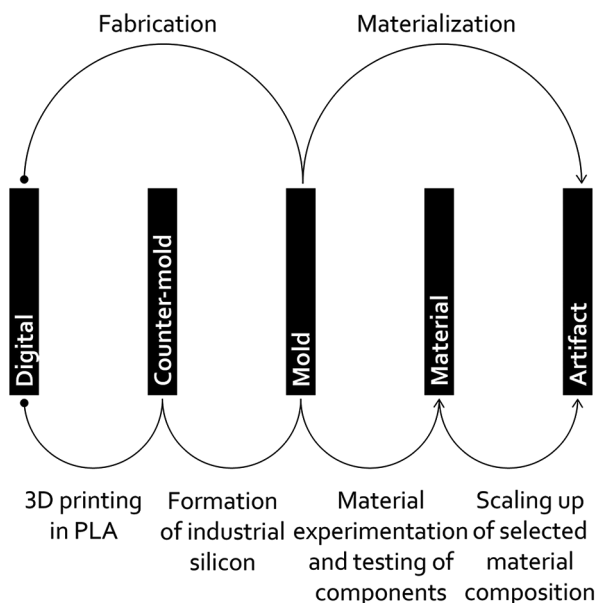 Fabrication
Materialization
Digital
Counter-mold
Mold
Material
Artifact
3D printing
in PLA
Formation
of industrial
silicon
Material
experimentation
and testing of
components
Scaling up
of selected
material
composition